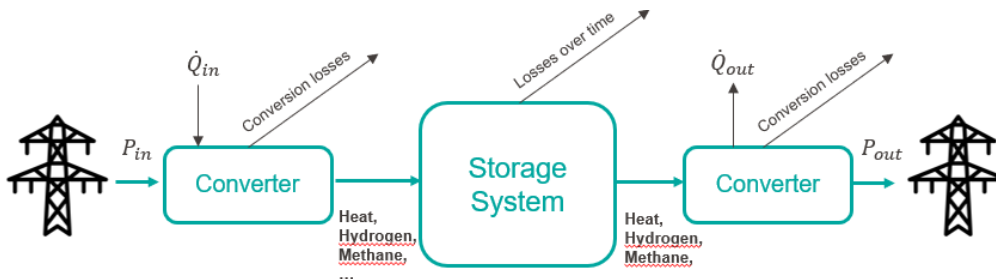 Q̇in
Conversion losses
Losses over time
Q̇out
Conversion losses
Pin
Converter
Storage
System
Converter
Pout
Heat,
Hydrogen,
Methane,
...
Heat,
Hydrogen,
Methane,